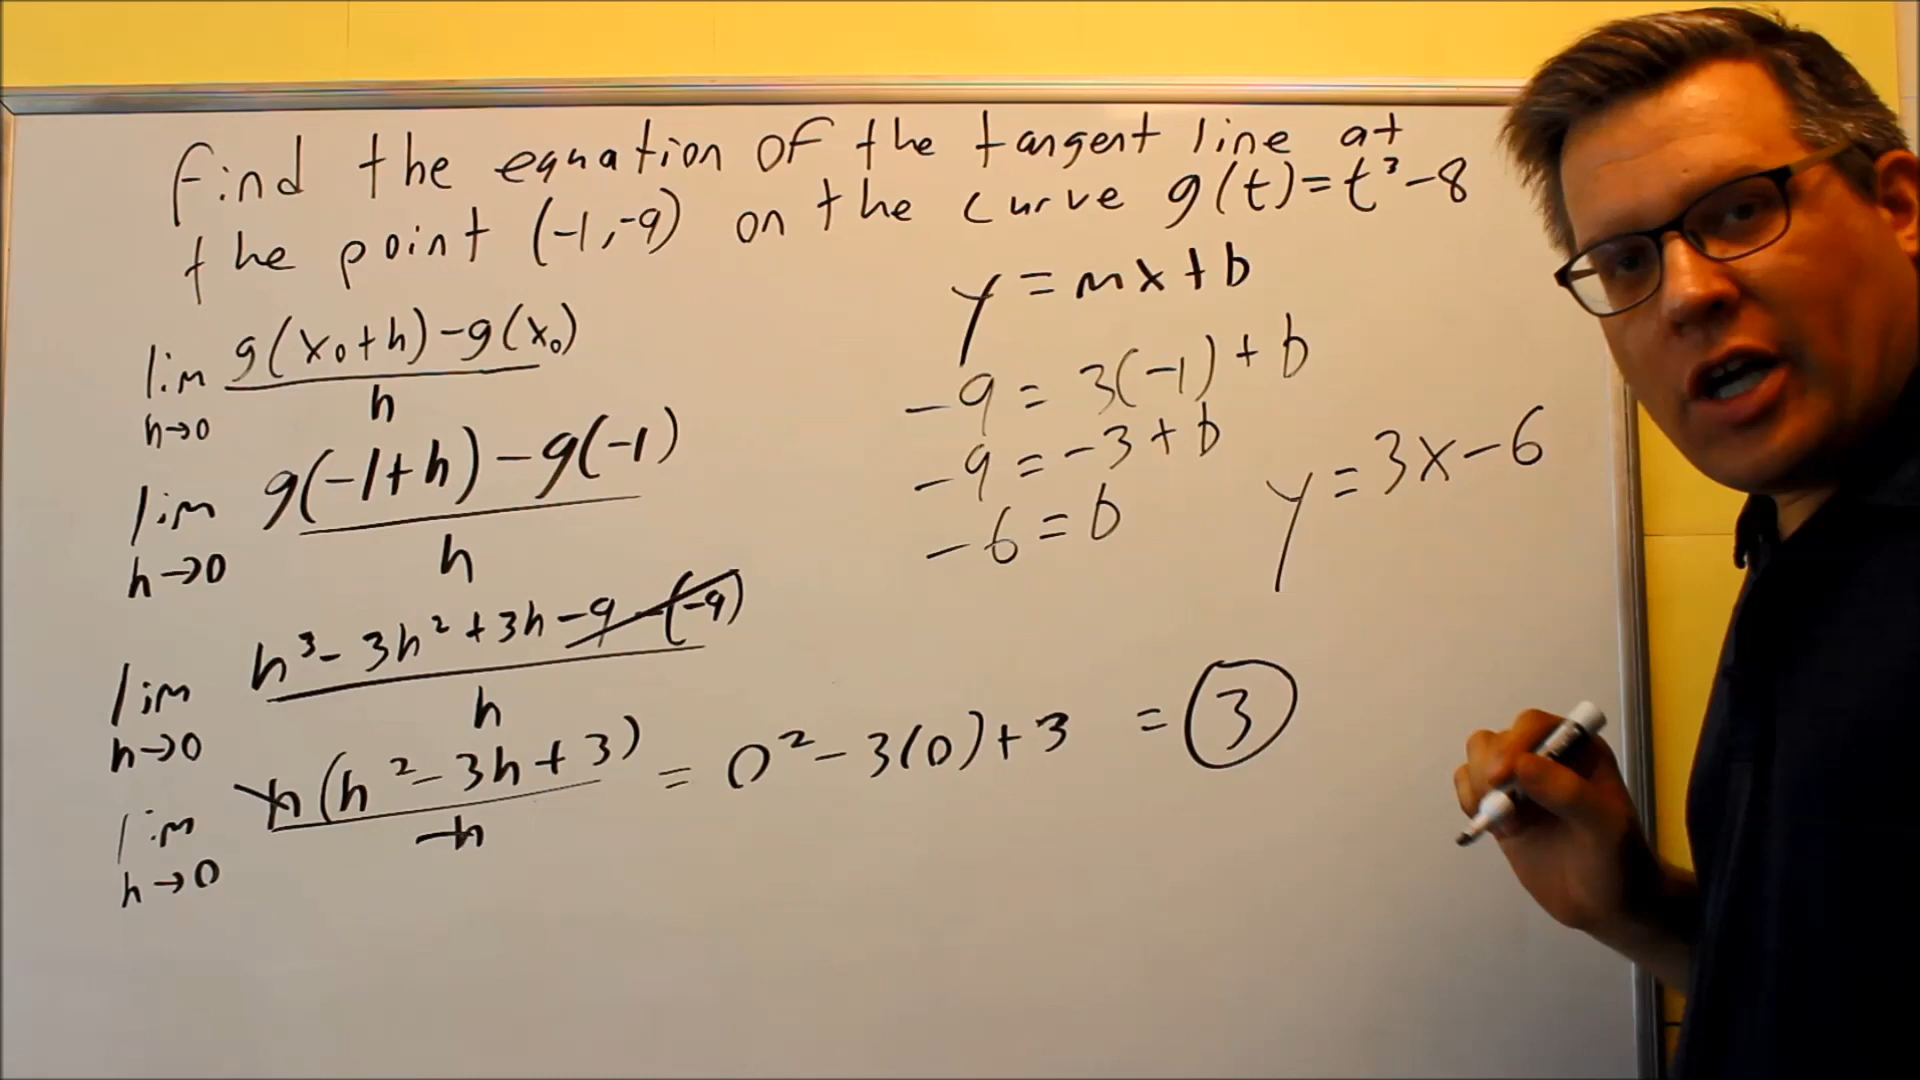 Find the equation of the tangent line at
the point (-1,-9) on the curve g(t)=t³-8
lim h→0 g(x₀+h)-g(x₀) / h
lim h→0 g(-1+h)-g(-1) / h
lim h→0 h³-3h²+3h-9-(-9) / h
lim h→0 h(h²-3h+3) / h = 0²-3(0)+3 = 3
y=mx+b
-9=3(-1)+b
-9=-3+b
-6=b
y=3x-6